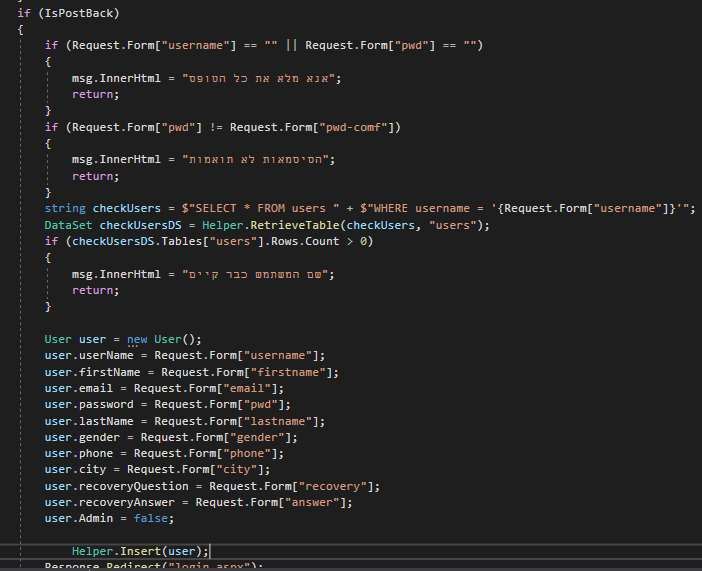 if (IsPostBack)
{
if (Request.Form["username"] == "" || Request.Form["pwd"] == "")
{
msg.InnerHtml = "אנא מלא את כל הטופס";
return;
}
if (Request.Form["pwd"] != Request.Form["pwd-comf"])
{
msg.InnerHtml = "הסיסמאות לא תואמות";
return;
}
string checkUsers = $"SELECT * FROM users " + $"WHERE username = '{Request.Form["username"]}'";
DataSet checkUsersDS = Helper.RetrieveTable(checkUsers, "users");
if (checkUsersDS.Tables["users"].Rows.Count > 0)
{
msg.InnerHtml = "שם המשתמש כבר קיים";
return;
}
User user = new User();
user.userName = Request.Form["username"];
user.firstName = Request.Form["firstname"];
user.email = Request.Form["email"];
user.password = Request.Form["pwd"];
user.lastName = Request.Form["lastname"];
user.gender = Request.Form["gender"];
user.phone = Request.Form["phone"];
user.city = Request.Form["city"];
user.recoveryQuestion = Request.Form["recovery"];
user.recoveryAnswer = Request.Form["answer"];
user.Admin = false;
Helper.Insert(user);
Response.Redirect("login.aspx");